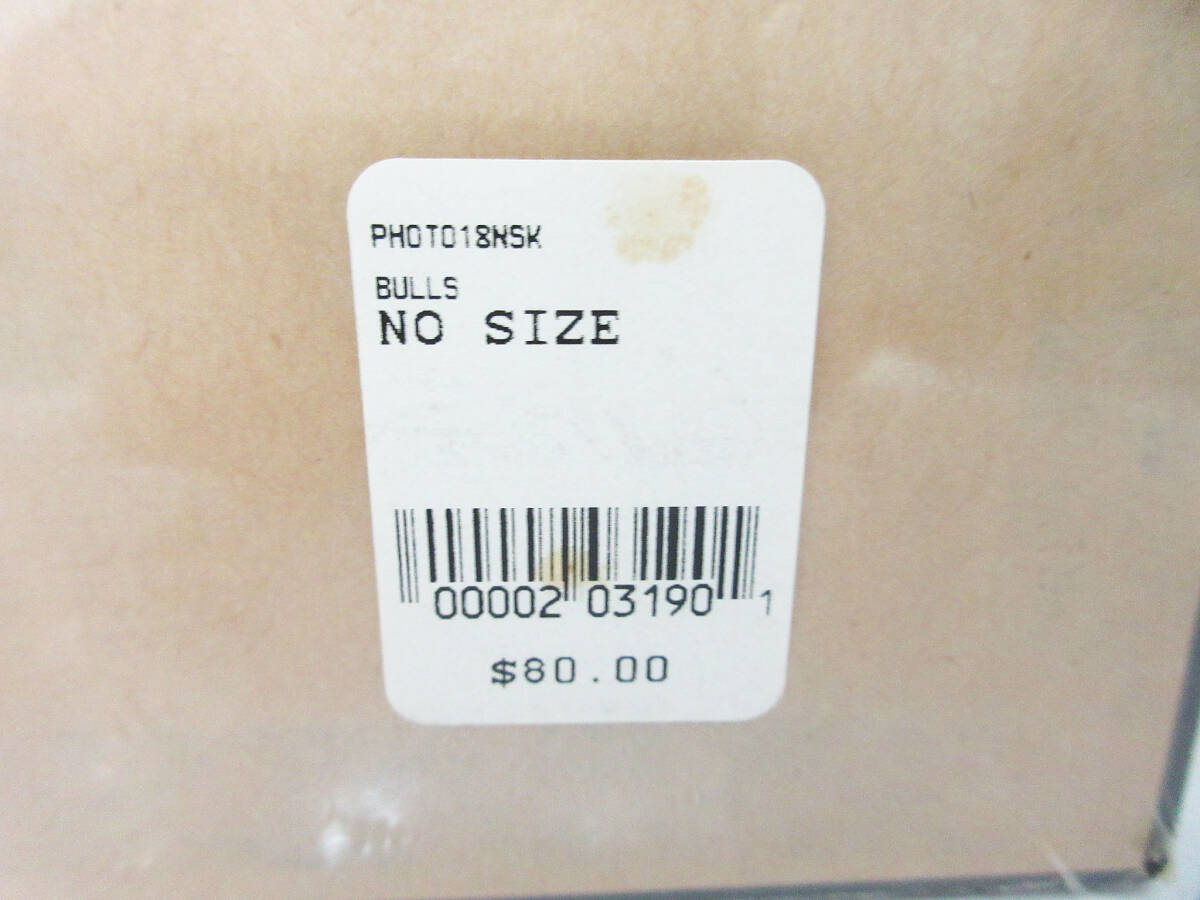 PHOTO18NSK
BULLS
NO SIZE
00002 03190 1
$80.00